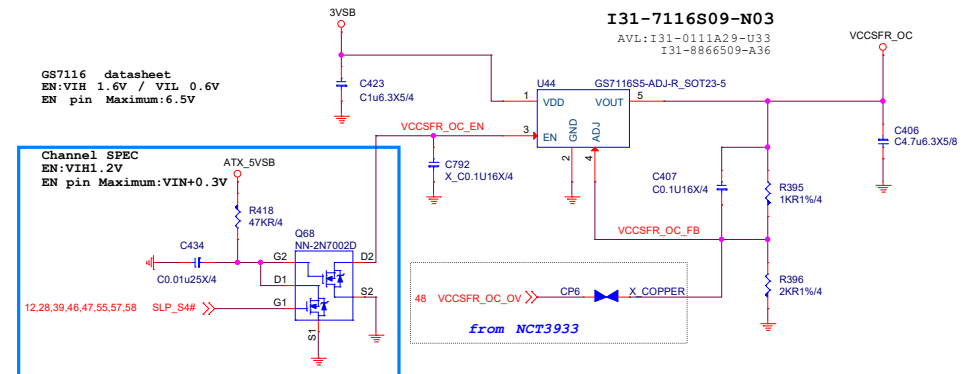 3VSB
I31-7116S09-N03
AVL:I31-0111A29-U33
I31-8866509-A36
VCCSFR_OC
GS7116 datasheet
EN:VIH 1.6V / VIL 0.6V
EN pin Maximum:6.5V
C423
C1u6.3X5/4
U44
GS7116S5-ADJ-R_SOT23-5
1
VDD
VOUT
5
VCCSFR_OC_EN
3
EN
GND
ADJ
2
4
C406
C4.7u6.3X5/8
Channel SPEC
EN:VIH1.2V
EN pin Maximum:VIN+0.3V
ATX_5VSB
C792
X_C0.1U16X/4
C407
C0.1U16X/4
R395
1KR1%/4
R418
47KR/4
Q68
NN-2N7002D
VCCSFR_OC_FB
C434
C0.01u25X/4
G2
D2
D1
S2
G1
S1
12,28,39,46,47,55,57,58 SLP_S4#
48 VCCSFR_OC_OV
CP6
X_COPPER
R396
2KR1%/4
from NCT3933